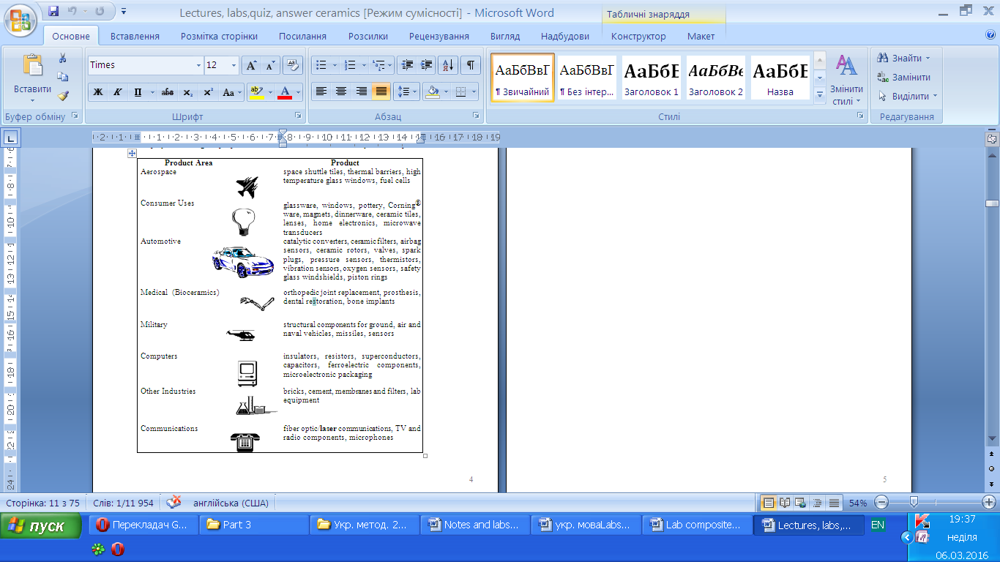 Lectures, labs,quiz, answer ceramics [Режим сумісності] - Microsoft Word
Табличні знаряддя
Основне Вставлення Розмітка сторінки Посилання Розсилки Рецензування Вигляд Надбудови Конструктор Макет
Times 12
АаБбВвГ АаБбВвГ АаБбЕ АаБбВе АаБбЕ
Вставити
¶ Звичайний ¶ Без інтер... Заголовок 1 Заголовок 2 Назва
Змінити стилі
Знайти
Замінити
Виділити
Буфер обміну Шрифт Абзац Стилі Редагування
Product Area Product
Aerospace space shuttle tiles, thermal barriers, high
temperature glass windows, fuel cells
Consumer Uses glassware, windows, pottery, Corning®
ware, magnets, dinnerware, ceramic tiles,
lenses, home electronics, microwave
transducers
Automotive catalytic converters, ceramic filters, airbag
sensors, ceramic rotors, valves, spark
plugs, pressure sensors, thermistors,
vibration sensors, oxygen sensors, safety
glass windshields, piston rings
Medical (Bioceramics) orthopedic joint replacement, prosthesis,
dental restoration, bone implants
Military structural components for ground, air and
naval vehicles, missiles, sensors
Computers insulators, resistors, superconductors,
capacitors, ferroelectric components,
microelectronic packaging
Other Industries bricks, cement, membranes and filters, lab
equipment
Communications fiber optic/laser communications, TV and
radio components, microphones
4 5
Сторінка: 11 з 75 Слів: 1/11 954 англійська (США) 54%
пуск Перекладач G... Part 3 Укр. метод. 2... Notes and labs... укр. моваLabs... Lab composite... Lectures, labs,... EN
19:37
неділя
06.03.2016